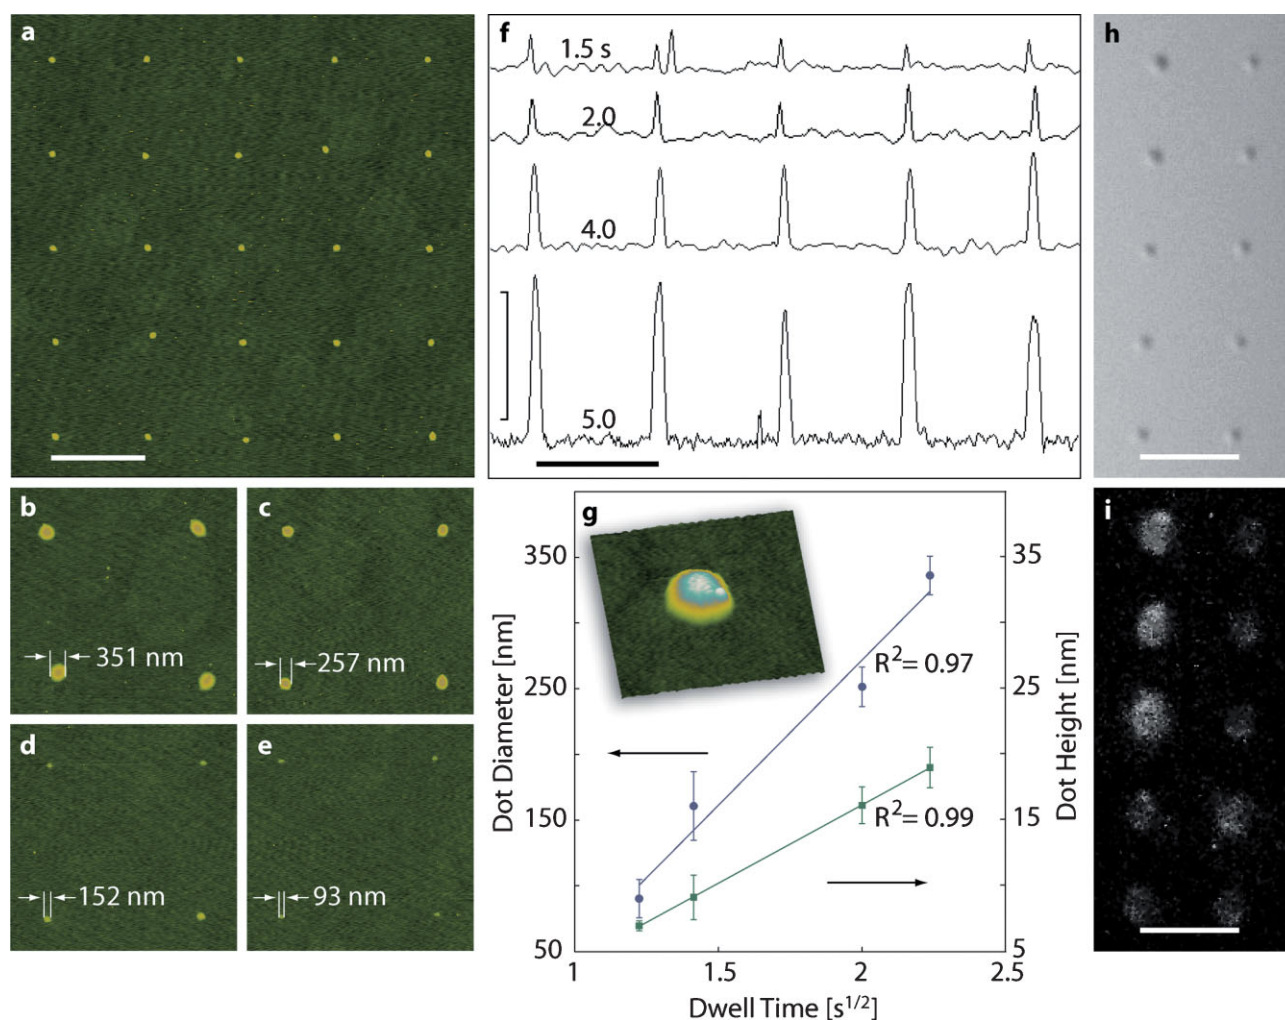 a
b
351 nm
c
257 nm
d
152 nm
e
93 nm
f
1.5 s
2.0
4.0
5.0
g
350
250
150
50
Dot Diameter [nm]
35
25
15
5
Dot Height [nm]
R²= 0.97
R²= 0.99
1
1.5
2
2.5
Dwell Time [s^1/2]
h
i